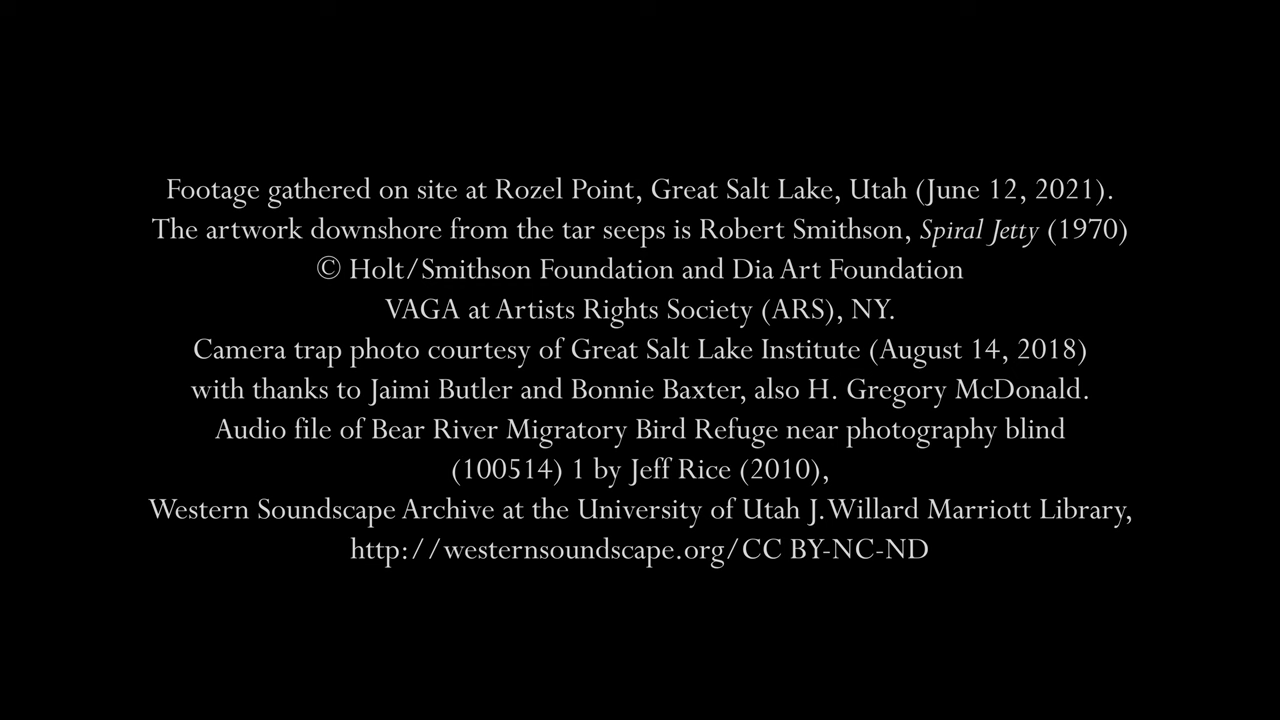 Footage gathered on site at Rozel Point, Great Salt Lake, Utah (June 12, 2021).
The artwork downshore from the tar seeps is Robert Smithson, Spiral Jetty (1970)
© Holt/Smithson Foundation and Dia Art Foundation
VAGA at Artists Rights Society (ARS), NY.
Camera trap photo courtesy of Great Salt Lake Institute (August 14, 2018)
with thanks to Jaimi Butler and Bonnie Baxter, also H. Gregory McDonald.
Audio file of Bear River Migratory Bird Refuge near photography blind
(100514) 1 by Jeff Rice (2010),
Western Soundscape Archive at the University of Utah J. Willard Marriott Library,
http://westernsoundscape.org/CC BY-NC-ND